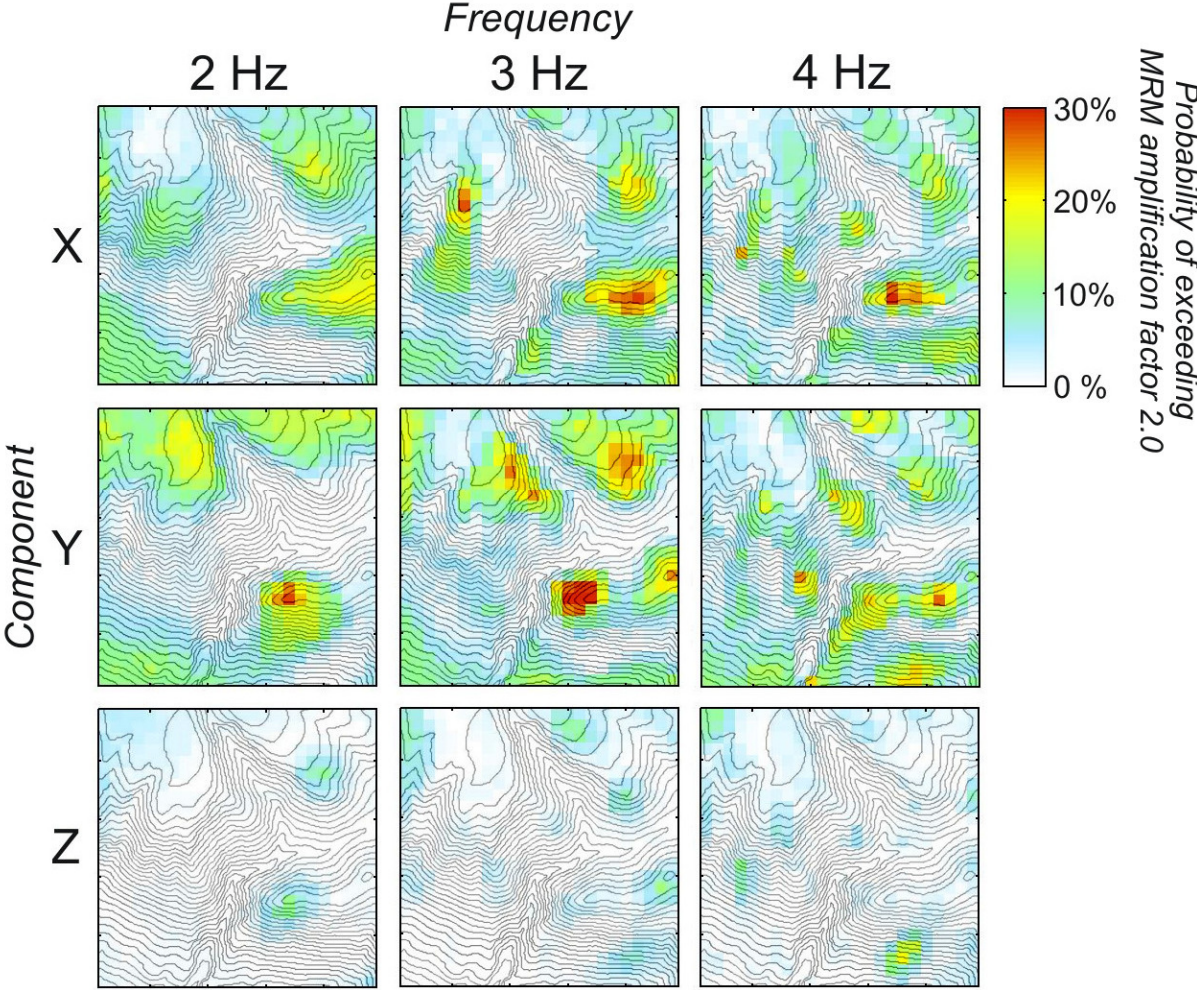 Frequency
2 Hz
3 Hz
4 Hz
X
Y
Z
Component
30%
20%
10%
0 %
Probability of exceeding
MRM amplification factor 2.0